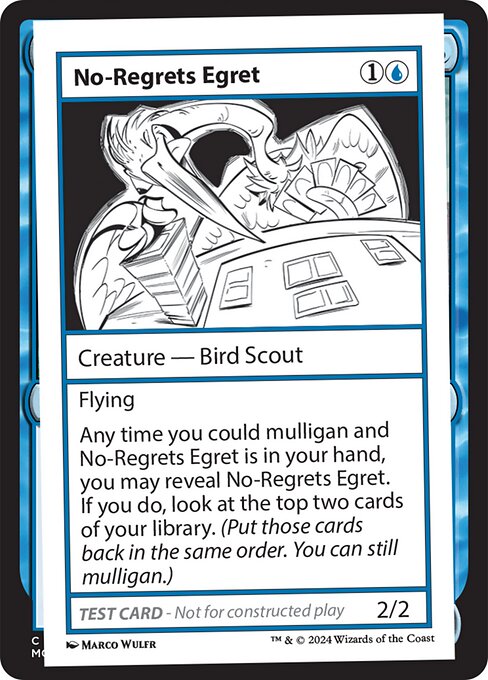 No-Regrets Egret 1
Creature — Bird Scout
Flying
Any time you could mulligan and
No-Regrets Egret is in your hand,
you may reveal No-Regrets Egret.
If you do, look at the top two cards
of your library. (Put those cards
back in the same order. You can still
mulligan.)
TEST CARD - Not for constructed play 2/2
MARCO WULFR ™ & © 2024 Wizards of the Coast
C